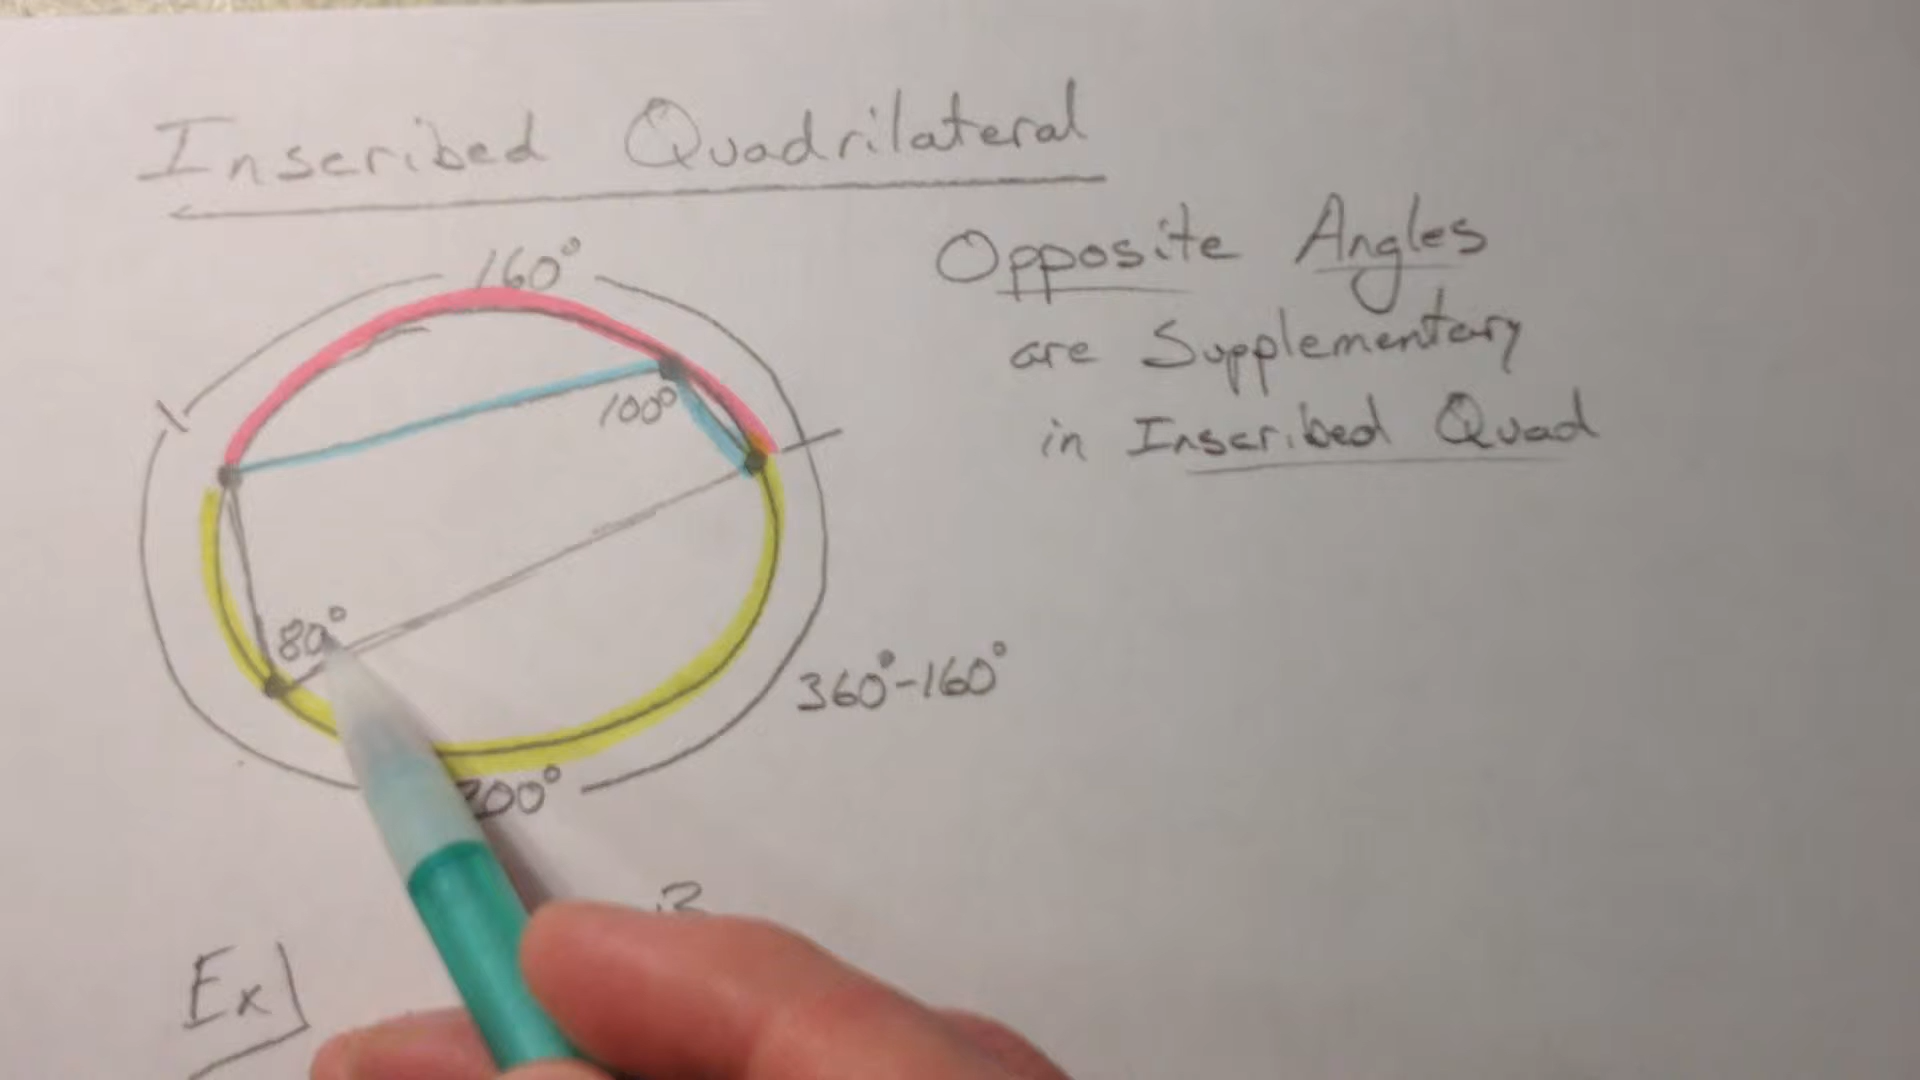 Inscribed Quadrilateral
160°
Opposite Angles
are Supplementary
in Inscribed Quad
100°
80°
360°-160°
200°
Ex